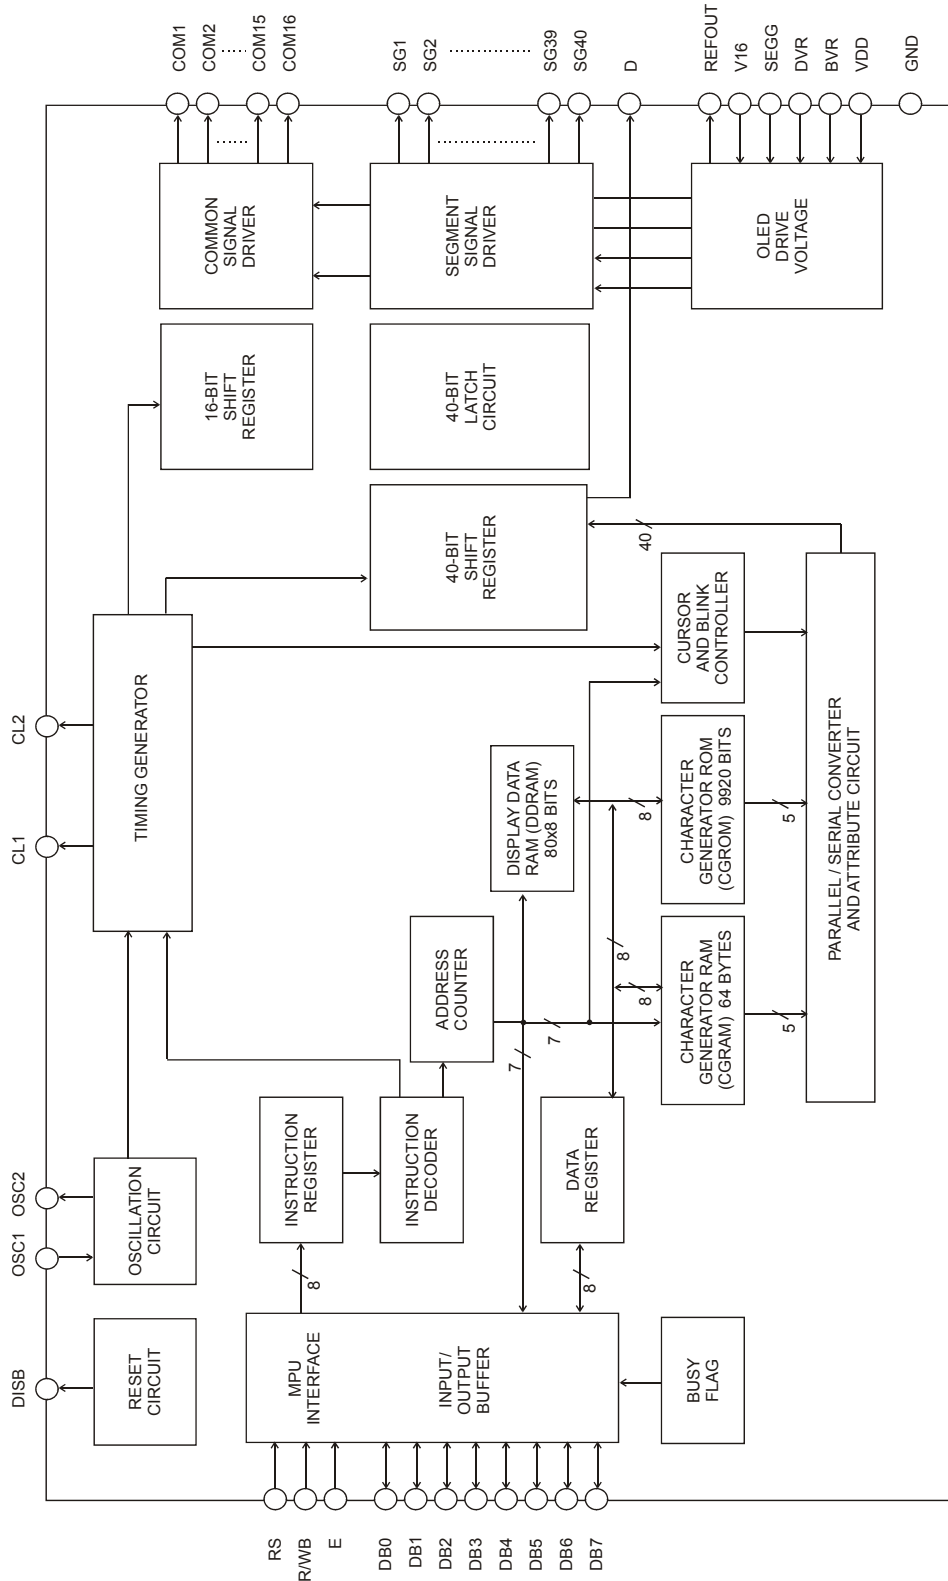 DISB
OSC1
OSC2
CL1
CL2
RESET
CIRCUIT
OSCILLATION
CIRCUIT
TIMING GENERATOR
16-BIT
SHIFT
REGISTER
COMMON
SIGNAL
DRIVER
COM1
COM2
......
COM15
COM16
......
RS
R/WB
E
DB0
DB1
DB2
DB3
DB4
DB5
DB6
DB7
MPU
INTERFACE
INPUT/
OUTPUT
BUFFER
8
INSTRUCTION
REGISTER
INSTRUCTION
DECODER
ADDRESS
COUNTER
7
7
8
DATA
REGISTER
DISPLAY DATA
RAM (DDRAM)
80x8 BITS
8
8
8
40-BIT
SHIFT
REGISTER
40-BIT
LATCH
CIRCUIT
SEGMENT
SIGNAL
DRIVER
SG1
SG2
..................
SG39
SG40
..................
D
BUSY
FLAG
CHARACTER
GENERATOR RAM
(CGRAM) 64 BYTES
CHARACTER
GENERATOR ROM
(CGROM) 9920 BITS
CURSOR
AND BLINK
CONTROLLER
5
5
40
PARALLEL / SERIAL CONVERTER
AND ATTRIBUTE CIRCUIT
OLED
DRIVE
VOLTAGE
REFOUT
V16
SEGG
DVR
BVR
VDD
GND